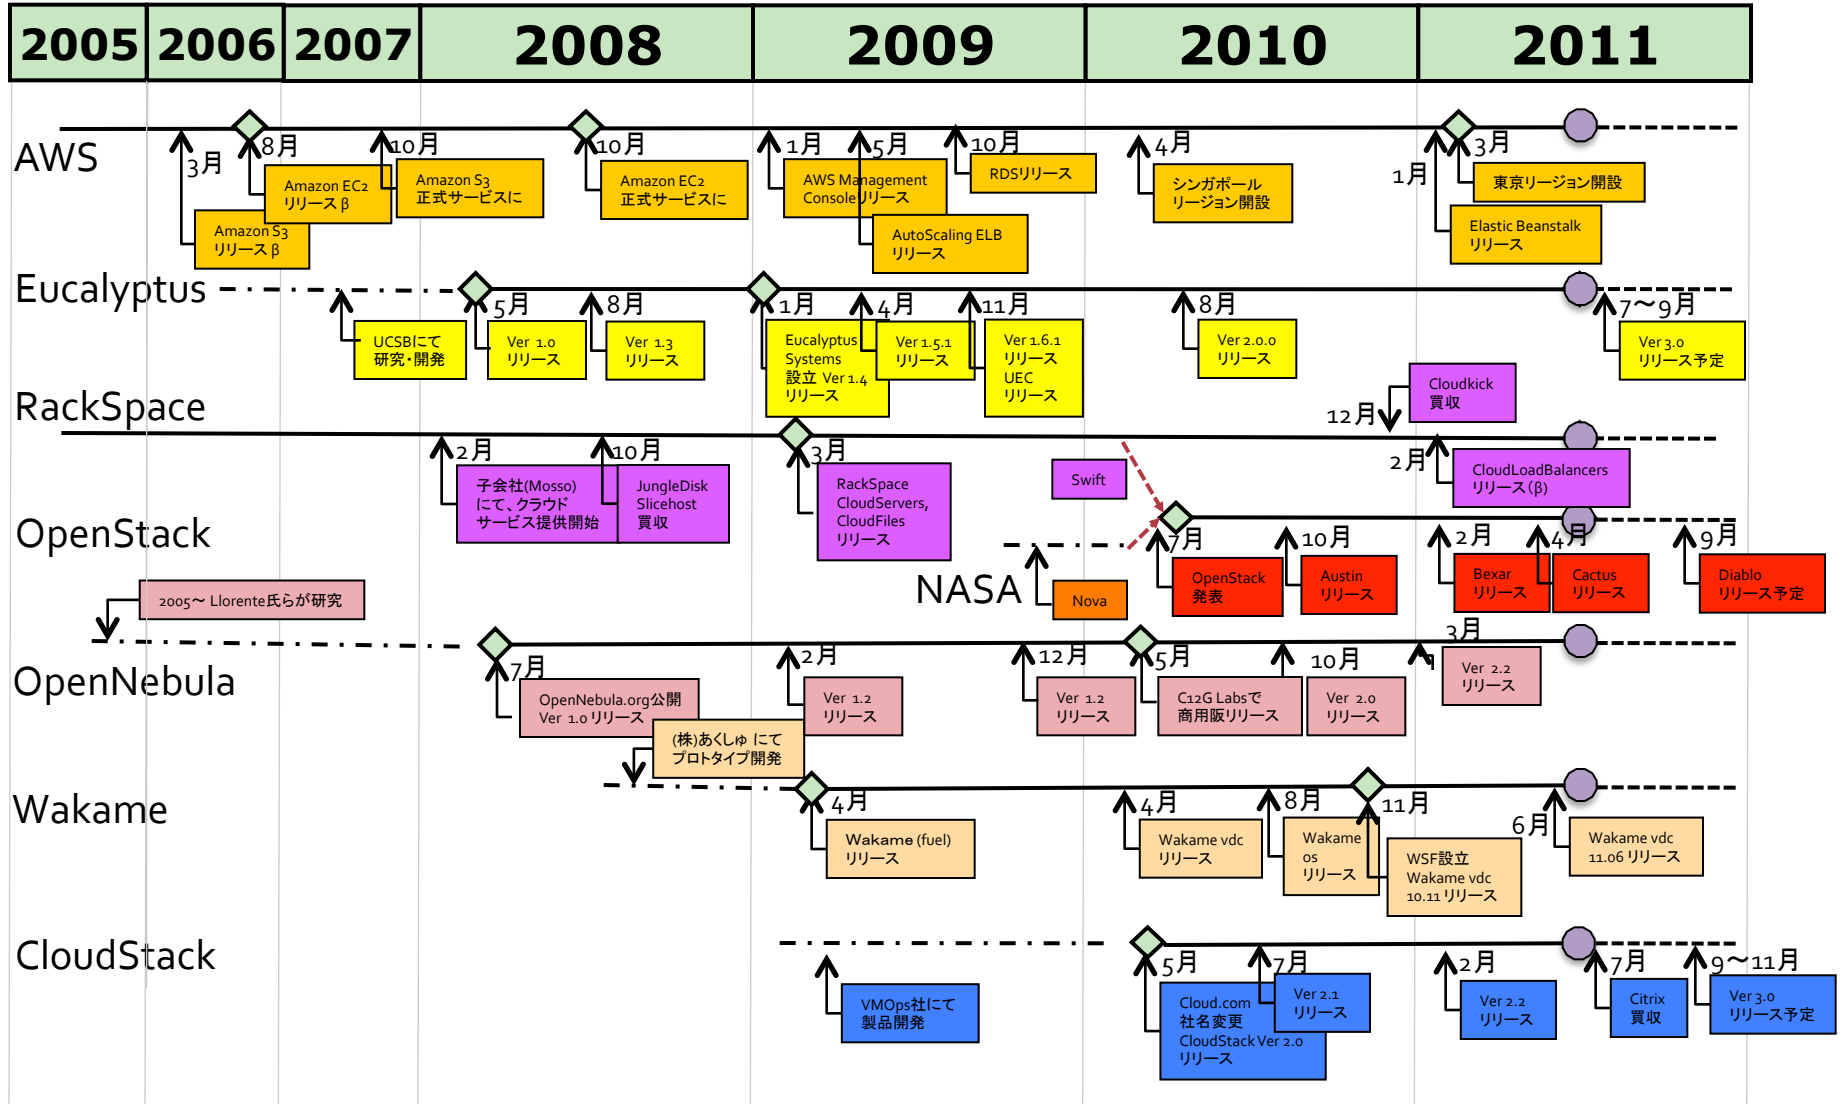 2005 2006 2007 2008 2009 2010 2011
AWS
3月
Amazon S3
リリース β
8月
Amazon EC2
リリース β
10月
Amazon S3
正式サービスに
10月
Amazon EC2
正式サービスに
1月
AWS Management
Consoleリリース
5月
AutoScaling ELB
リリース
10月
RDSリリース
4月
シンガポール
リージョン開設
1月
Elastic Beanstalk
リリース
3月
東京リージョン開設
Eucalyptus
UCSBにて
研究・開発
5月
Ver 1.0
リリース
8月
Ver 1.3
リリース
1月
Eucalyptus
Systems
設立 Ver 1.4
リリース
4月
Ver 1.5.1
リリース
11月
Ver 1.6.1
リリース
UEC
リリース
8月
Ver 2.0.0
リリース
7～9月
Ver 3.0
リリース予定
RackSpace
2月
子会社(Mosso)
にて、クラウド
サービス提供開始
10月
JungleDisk
Slicehost
買収
3月
RackSpace
CloudServers,
CloudFiles
リリース
12月
Cloudkick
買収
2月
CloudLoadBalancers
リリース(β)
OpenStack
Swift
NASA
Nova
7月
OpenStack
発表
10月
Austin
リリース
2月
Bexar
リリース
4月
Cactus
リリース
9月
Diablo
リリース予定
OpenNebula
2005～ Llorente氏らが研究
7月
OpenNebula.org公開
Ver 1.0 リリース
2月
Ver 1.2
リリース
12月
Ver 1.2
リリース
5月
C12G Labsで
商用版リリース
10月
Ver 2.0
リリース
3月
Ver 2.2
リリース
Wakame
(株)あくしゅ にて
プロトタイプ開発
4月
Wakame (fuel)
リリース
4月
Wakame vdc
リリース
8月
Wakame
os
リリース
11月
WSF設立
Wakame vdc
10.11 リリース
6月
Wakame vdc
11.06 リリース
CloudStack
VMOps社にて
製品開発
5月
Cloud.com
社名変更
CloudStack Ver 2.0
リリース
7月
Ver 2.1
リリース
2月
Ver 2.2
リリース
7月
Citrix
買収
9～11月
Ver 3.0
リリース予定